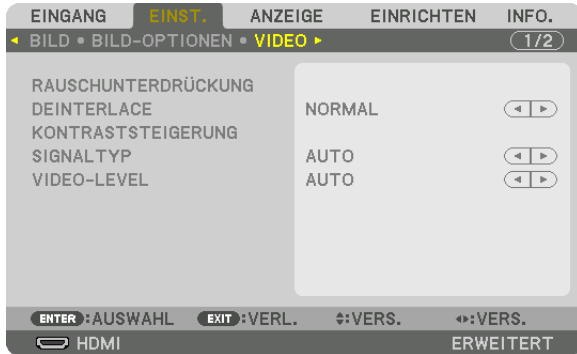 EINGANG EINST. ANZEIGE EINRICHTEN INFO.
◂ BILD • BILD-OPTIONEN • VIDEO ▸ 1/2
RAUSCHUNTERDRÜCKUNG
DEINTERLACE NORMAL
KONTRASTSTEIGERUNG
SIGNALTYP AUTO
VIDEO-LEVEL AUTO
ENTER:AUSWAHL EXIT:VERL. :VERS. :VERS.
HDMI ERWEITERT